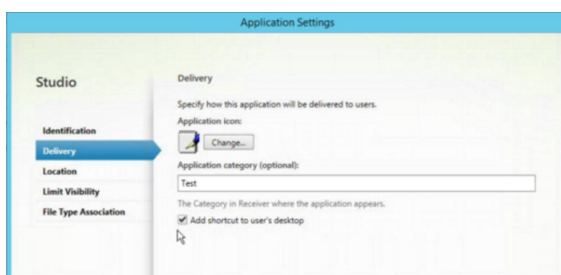 Application Settings
Studio
Identification
Delivery
Location
Limit Visibility
File Type Association
Delivery
Specify how this application will be delivered to users.
Application icon:
Change...
Application category (optional):
Test
The Category in Receiver where the application appears.
Add shortcut to user's desktop